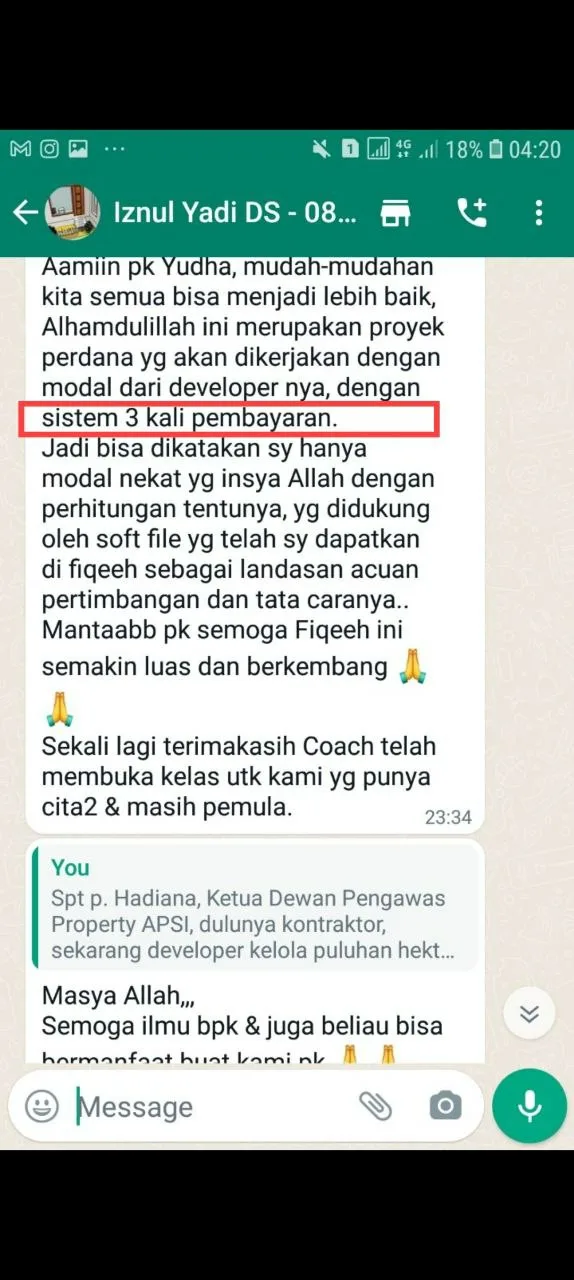 1 4G 18% 04:20
Iznul Yadi DS - 08...
Aamiin pk Yudha, mudah-mudahan
kita semua bisa menjadi lebih baik,
Alhamdulillah ini merupakan proyek
perdana yg akan dikerjakan dengan
modal dari developer nya, dengan
sistem 3 kali pembayaran.
Jadi bisa dikatakan sy hanya
modal nekat yg insya Allah dengan
perhitungan tentunya, yg didukung
oleh soft file yg telah sy dapatkan
di fiqeeh sebagai landasan acuan
pertimbangan dan tata caranya..
Mantaabb pk semoga Fiqeeh ini
semakin luas dan berkembang 🙏
🙏
Sekali lagi terimakasih Coach telah
membuka kelas utk kami yg punya
cita2 & masih pemula.
23:34
You
Spt p. Hadiana, Ketua Dewan Pengawas
Property APSI, dulunya kontraktor,
sekarang developer kelola puluhan hekt...
Masya Allah,,,
Semoga ilmu bpk & juga beliau bisa
bermanfaat buat kami pk 🙏 🙏
Message